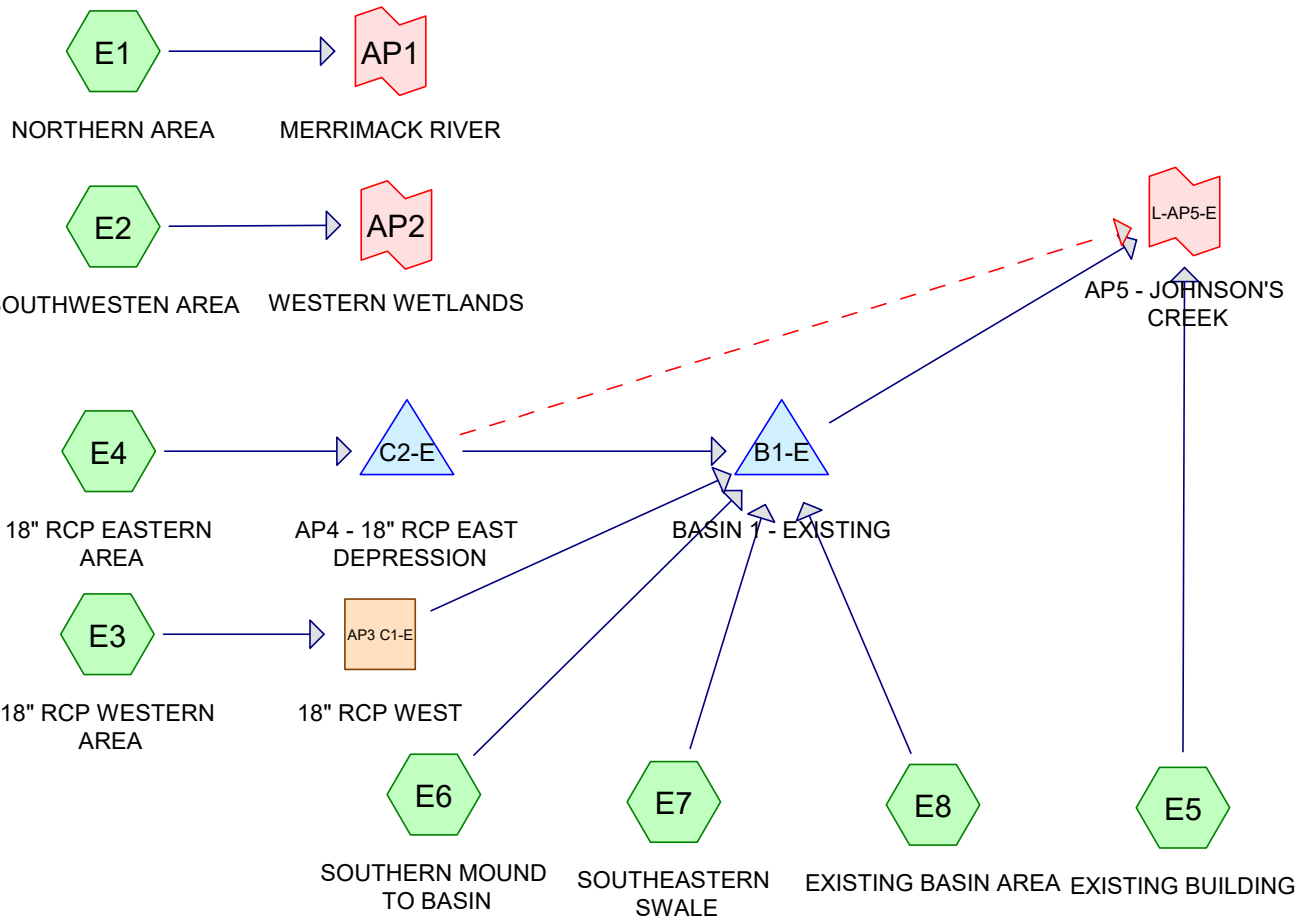 E1
AP1
NORTHERN AREA
MERRIMACK RIVER
E2
AP2
L-AP5-E
OUTHWESTEN AREA
WESTERN WETLANDS
AP5 - JOHNSON'S
CREEK
E4
C2-E
B1-E
18" RCP EASTERN
AREA
AP4 - 18" RCP EAST
DEPRESSION
BASIN 1 - EXISTING
E3
AP3 C1-E
18" RCP WESTERN
AREA
18" RCP WEST
E6
E7
E8
E5
SOUTHERN MOUND
TO BASIN
SOUTHEASTERN
SWALE
EXISTING BASIN AREA
EXISTING BUILDING